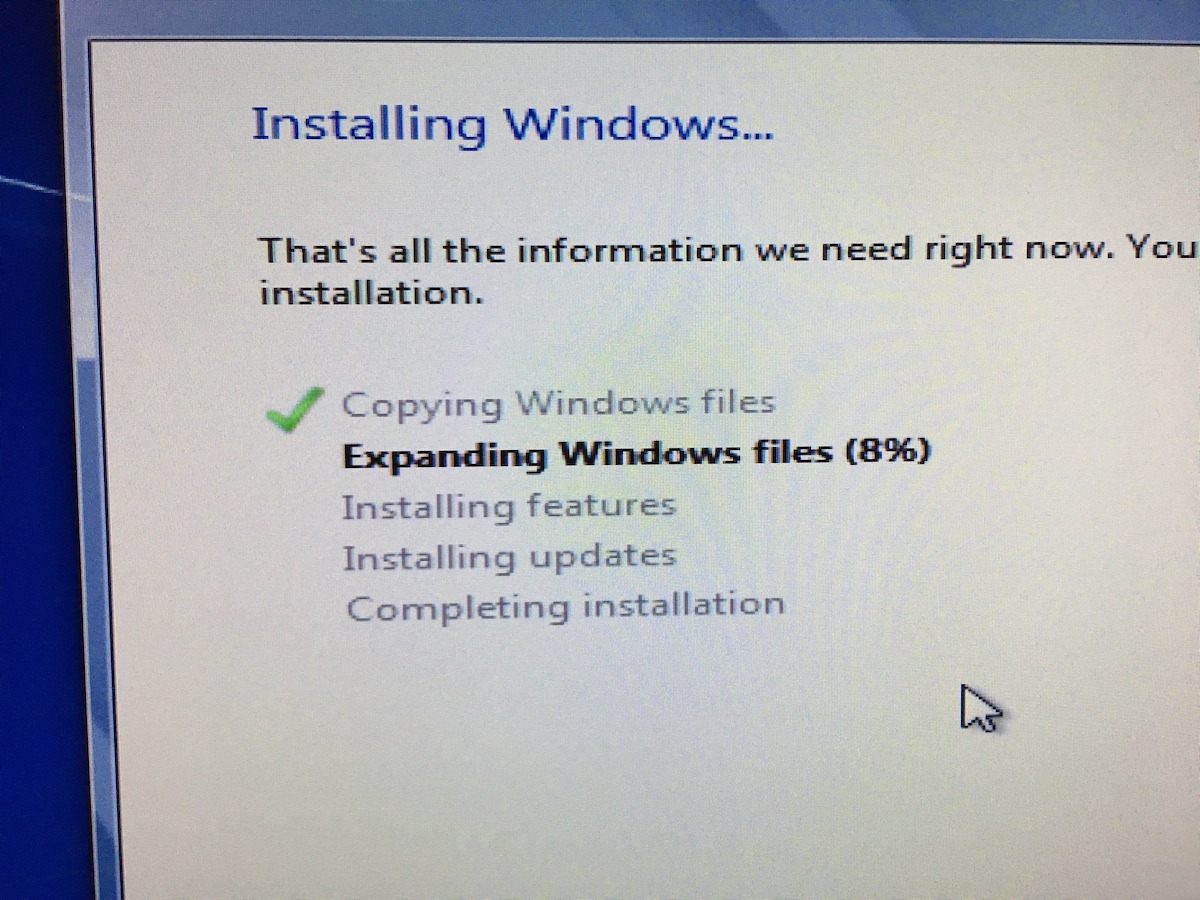 Installing Windows...
That's all the information we need right now. You
installation.
Copying Windows files
Expanding Windows files (8%)
Installing features
Installing updates
Completing installation